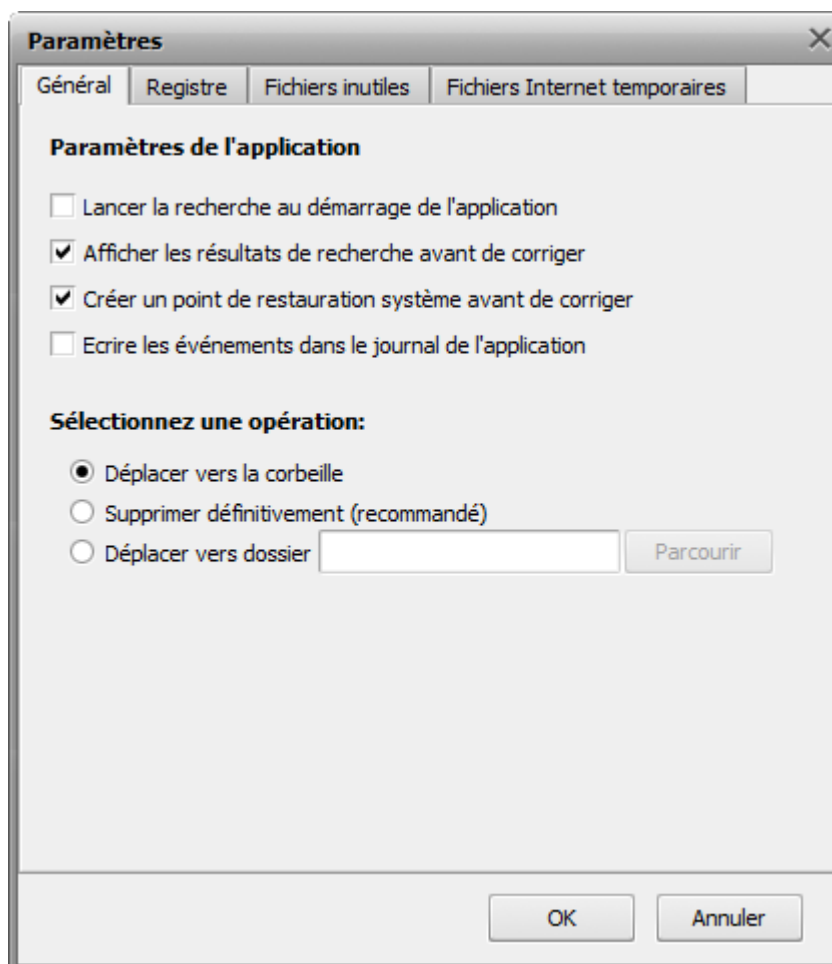 Paramètres
Général Registre Fichiers inutiles Fichiers Internet temporaires
Paramètres de l'application
Lancer la recherche au démarrage de l'application
Afficher les résultats de recherche avant de corriger
Créer un point de restauration système avant de corriger
Ecrire les événements dans le journal de l'application
Sélectionnez une opération:
Déplacer vers la corbeille
Supprimer définitivement (recommandé)
Déplacer vers dossier Parcourir
OK Annuler